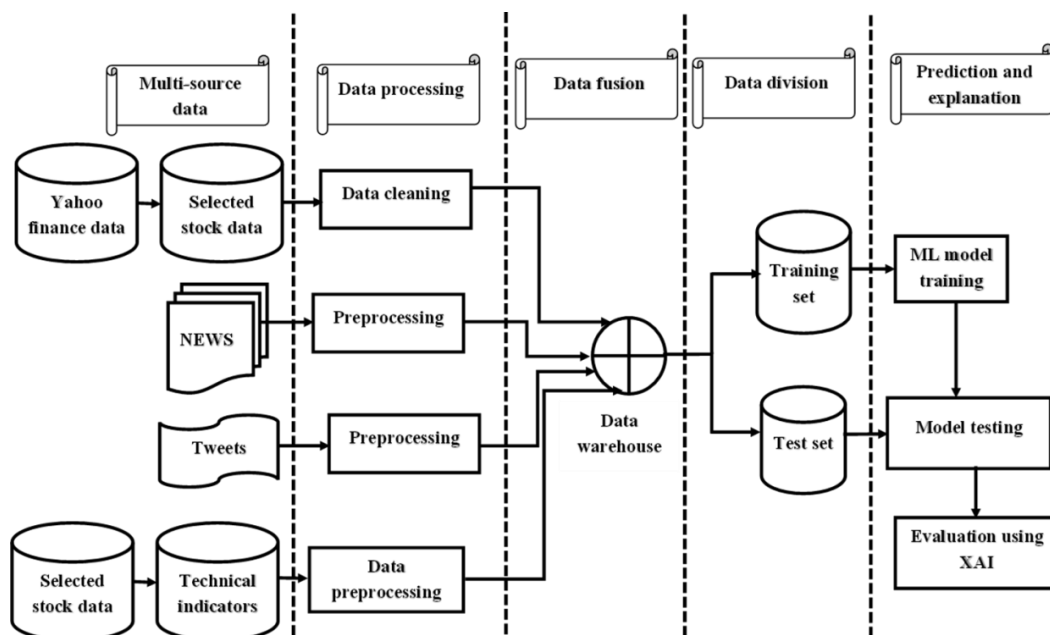 Multi-source
data
Data processing
Data fusion
Data division
Prediction and
explanation
Yahoo
finance data
Selected
stock data
Data cleaning
NEWS
Preprocessing
Tweets
Preprocessing
Selected
stock data
Technical
indicators
Data
preprocessing
Data
warehouse
Training
set
Test set
ML model
training
Model testing
Evaluation using
XAI